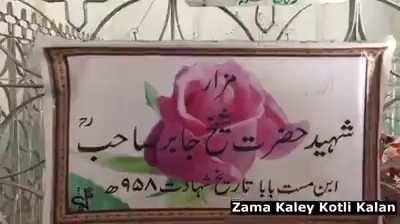 مزار
شہید حضرت شیخ جابر صاحب رح
ابن مست بابا تاریخ شہادت ۹۵۸ھ
Zama Kaley Kotli Kalan